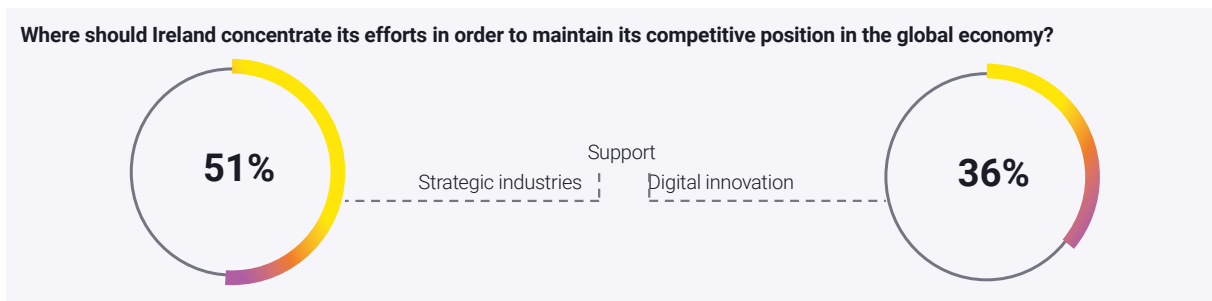 Where should Ireland concentrate its efforts in order to maintain its competitive position in the global economy?
51%
Support
Strategic industries
Digital innovation
36%